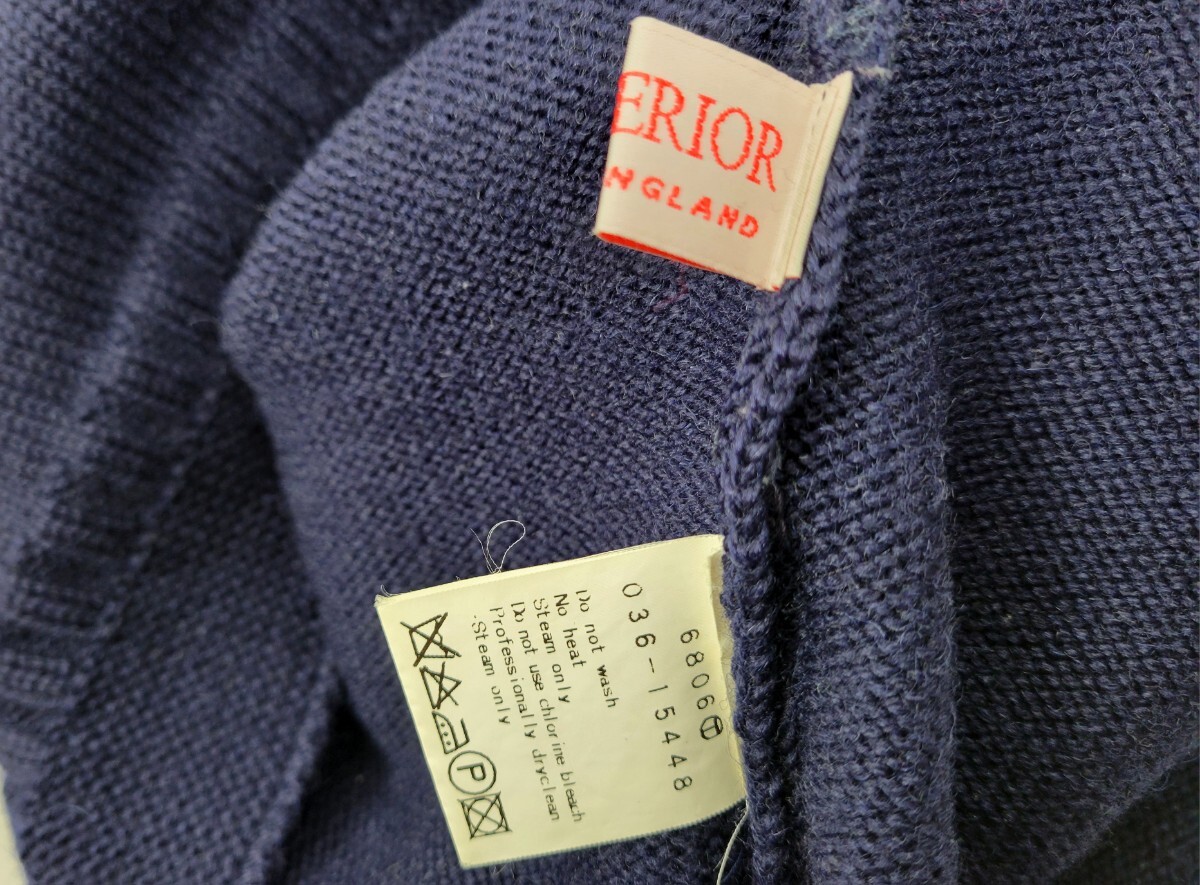 ERIOR
NGLAND
6806Ⓣ
036-15448
Do not wash
No heat
Steam only
Do not use chlorine bleach
Professionally dryclean
·Steam only
P